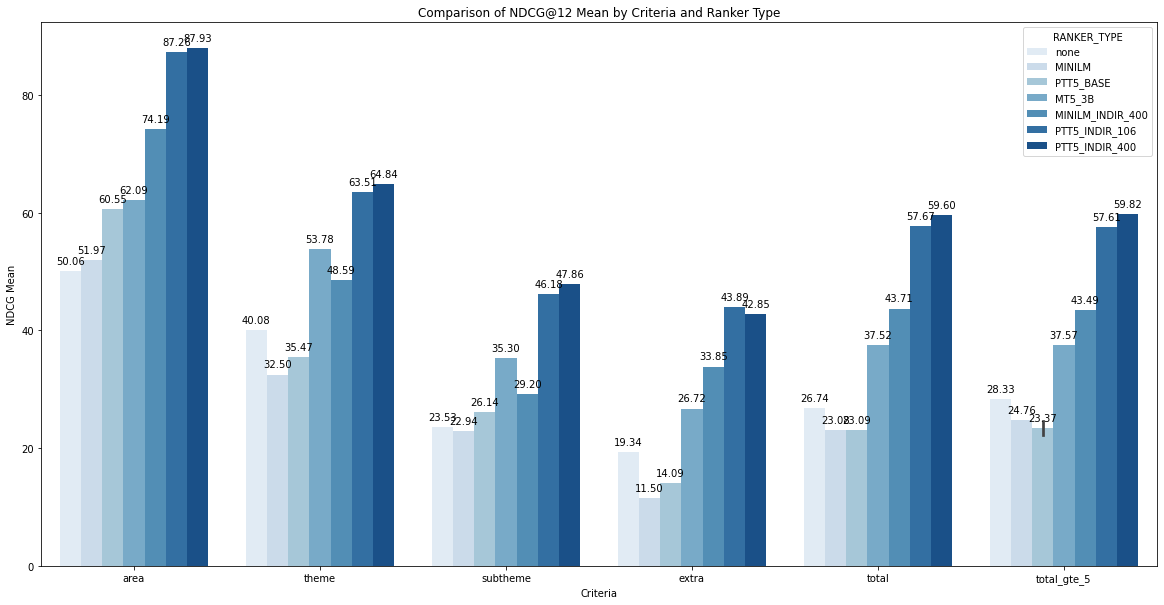 Comparison of NDCG@12 Mean by Criteria and Ranker Type
RANKER_TYPE
none
MINILM
PTT5_BASE
MT5_3B
MINILM_INDIR_400
PTT5_INDIR_106
PTT5_INDIR_400
NDCG Mean
80
60
40
20
0
50.06
51.97
60.55
62.09
74.19
87.26
87.93
40.08
32.50
35.47
53.78
48.59
63.51
64.84
23.53
22.94
26.14
35.30
29.20
46.18
47.86
19.34
11.50
14.09
26.72
33.85
43.89
42.85
26.74
23.08
23.09
37.52
43.71
57.67
59.60
28.33
24.76
23.37
37.57
43.49
57.61
59.82
area
theme
subtheme
extra
total
total_gte_5
Criteria